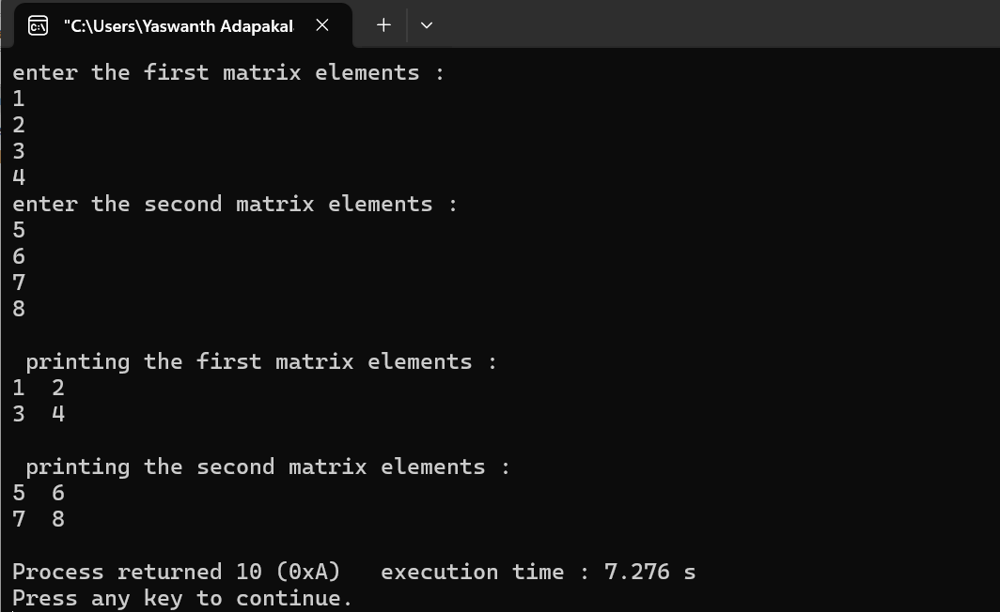 "C:\Users\Yaswanth Adapakal
enter the first matrix elements :
1
2
3
4
enter the second matrix elements :
5
6
7
8
 printing the first matrix elements :
1  2
3  4
 printing the second matrix elements :
5  6
7  8
Process returned 10 (0xA)   execution time : 7.276 s
Press any key to continue.